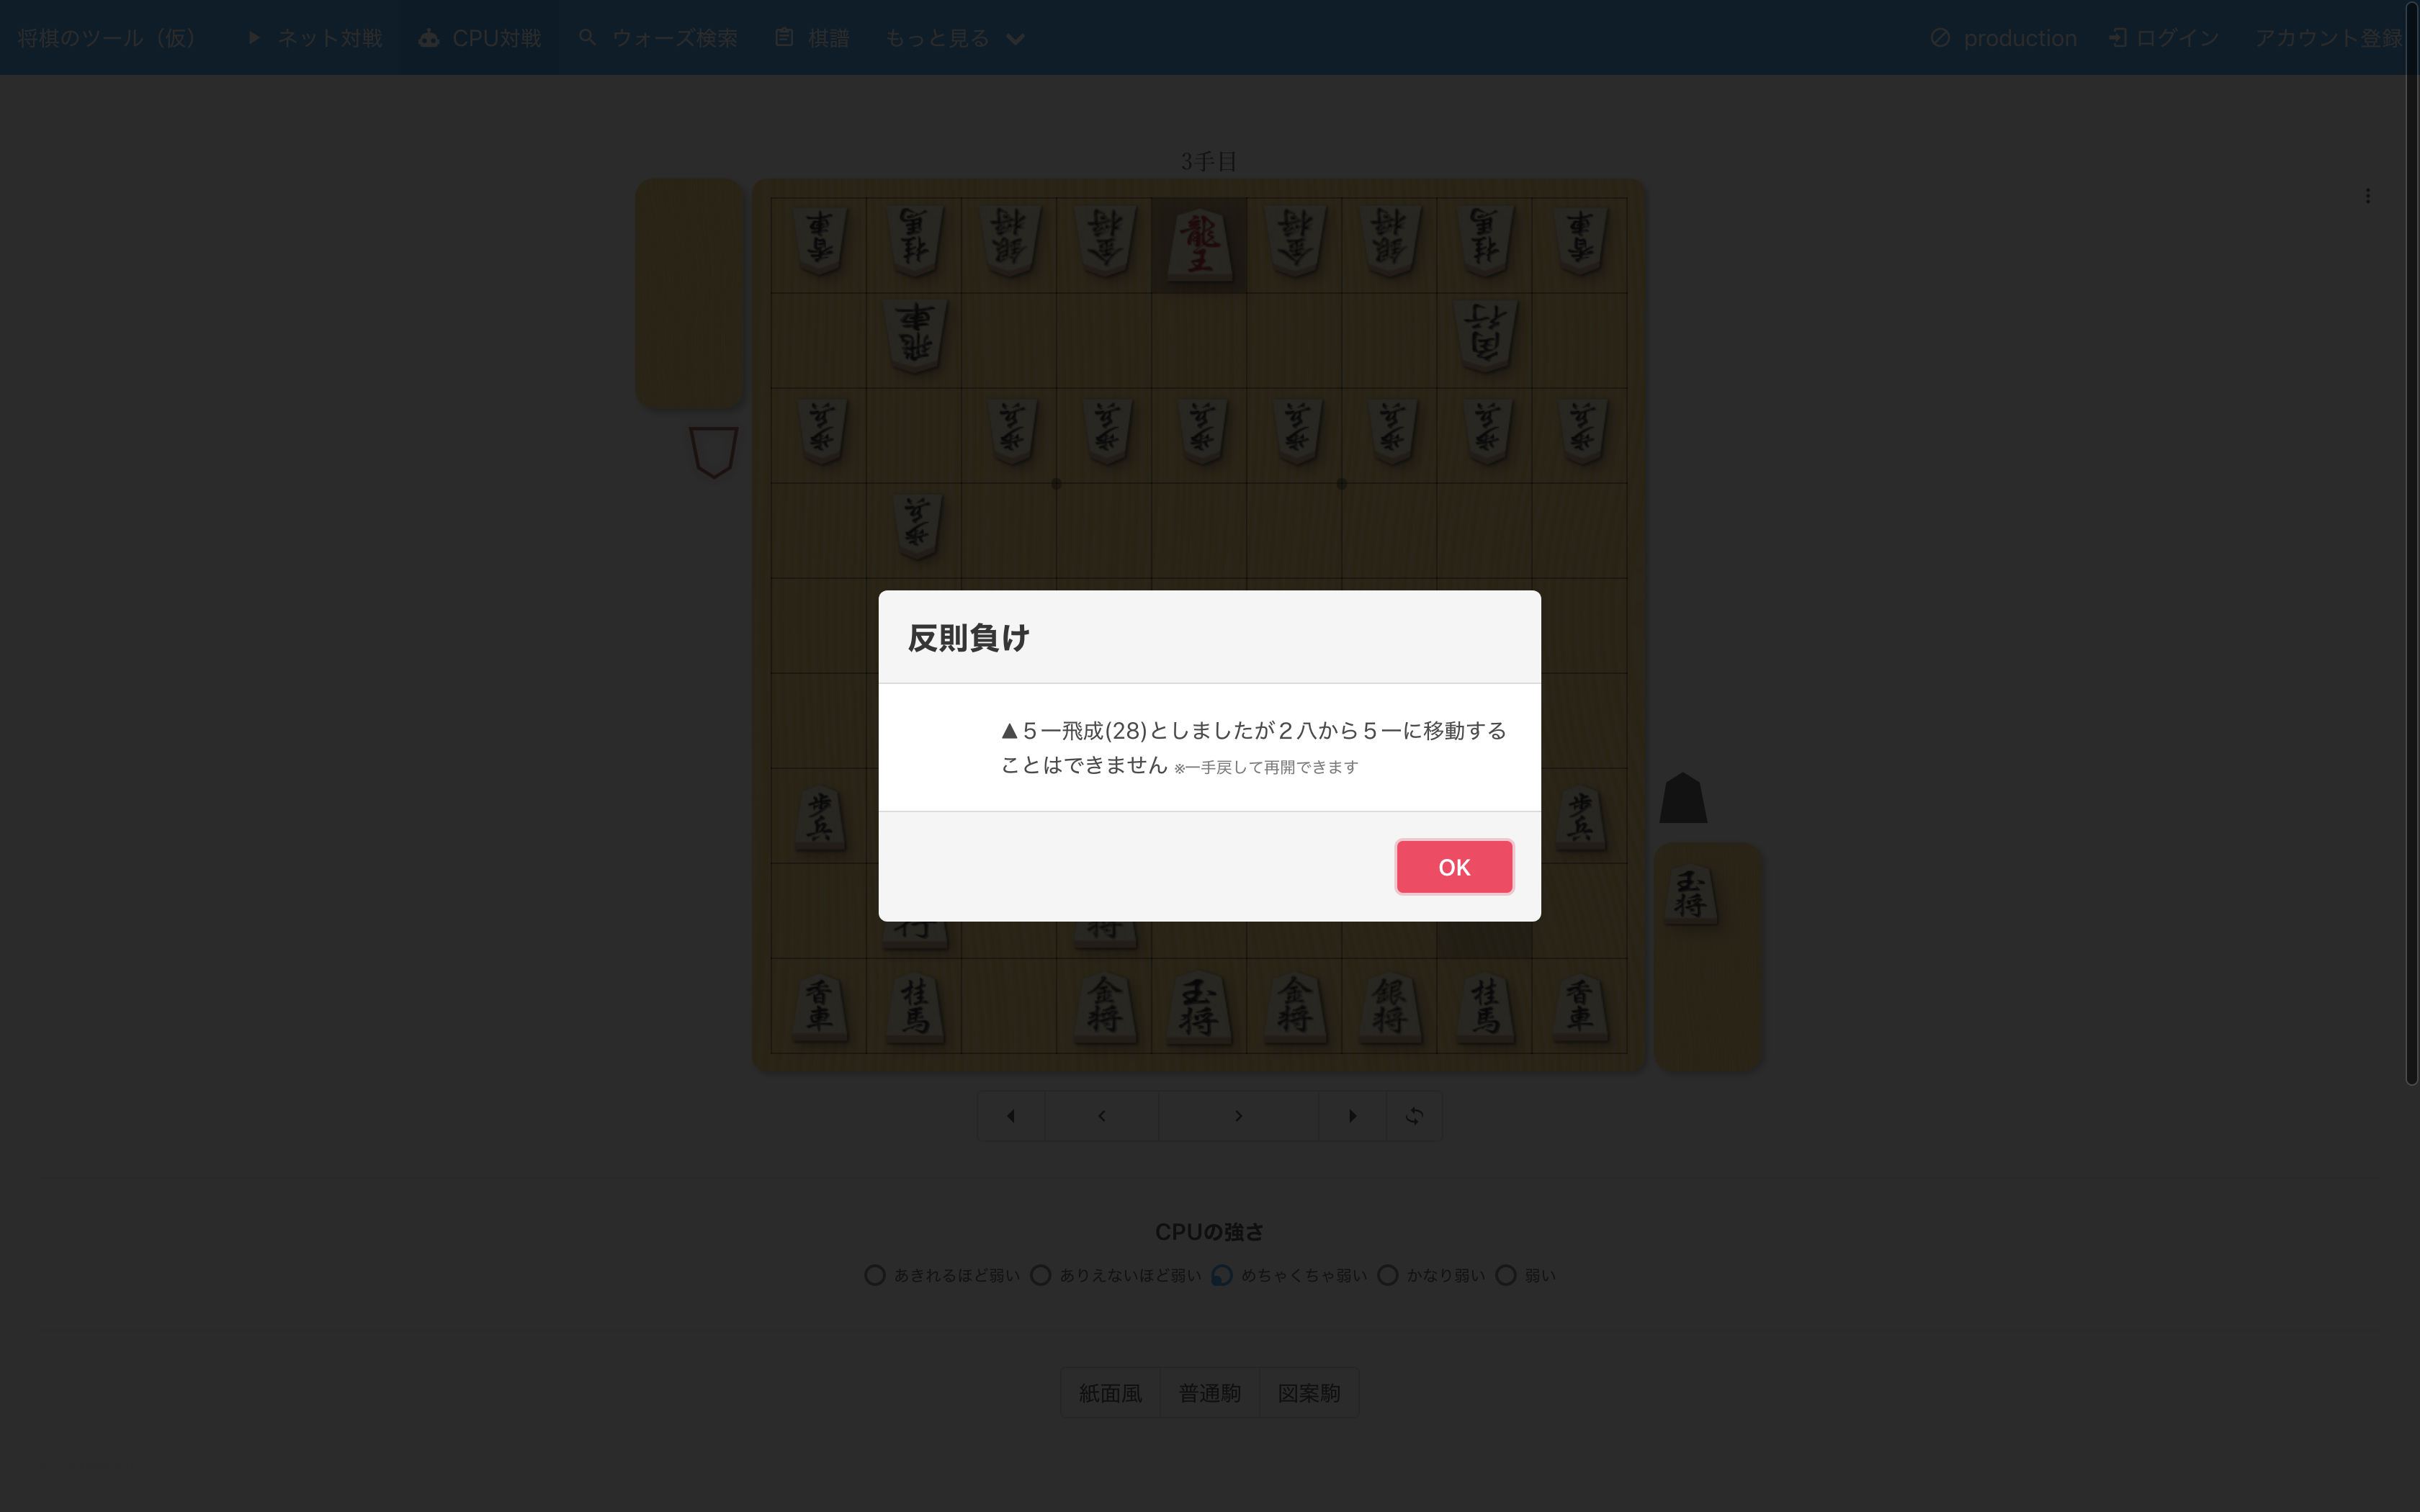 将棋のツール（仮） ネット対戦 CPU対戦 ウォーズ検索 棋譜 もっと見る production ログイン アカウント登録
3手目
香車 桂馬 銀将 金将 龍王 金将 銀将 桂馬 香車
飛車 角行
歩兵 歩兵 歩兵 歩兵 歩兵 歩兵 歩兵 歩兵
歩兵
反則負け
▲５一飛成(28)としましたが２八から５一に移動する
ことはできません ※一手戻して再開できます
歩兵 歩兵
OK
玉将
行 将
香車 桂馬 金将 玉将 金将 銀将 桂馬 香車
CPUの強さ
あきれるほど弱い ありえないほど弱い めちゃくちゃ弱い かなり弱い 弱い
紙面風 普通駒 図案駒